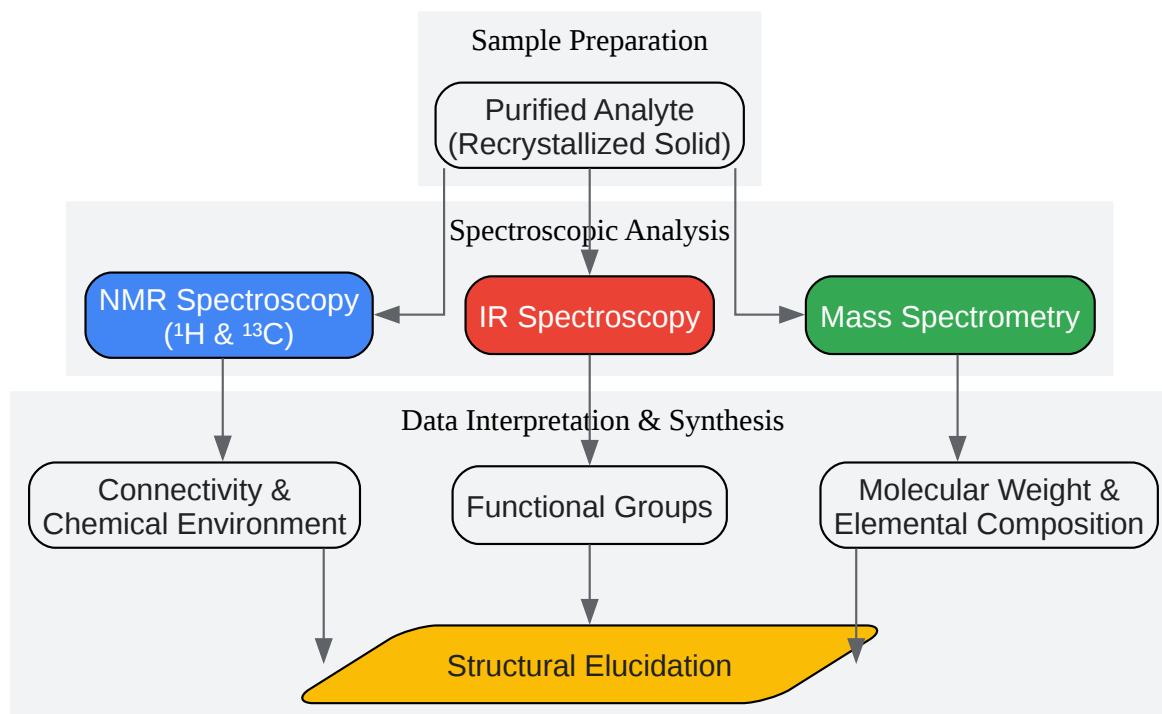 Sample Preparation
Purified Analyte
(Recrystallized Solid)
Spectroscopic Analysis
NMR Spectroscopy
(¹H & ¹³C)
IR Spectroscopy
Mass Spectrometry
Data Interpretation & Synthesis
Connectivity &
Chemical Environment
Functional Groups
Molecular Weight &
Elemental Composition
Structural Elucidation